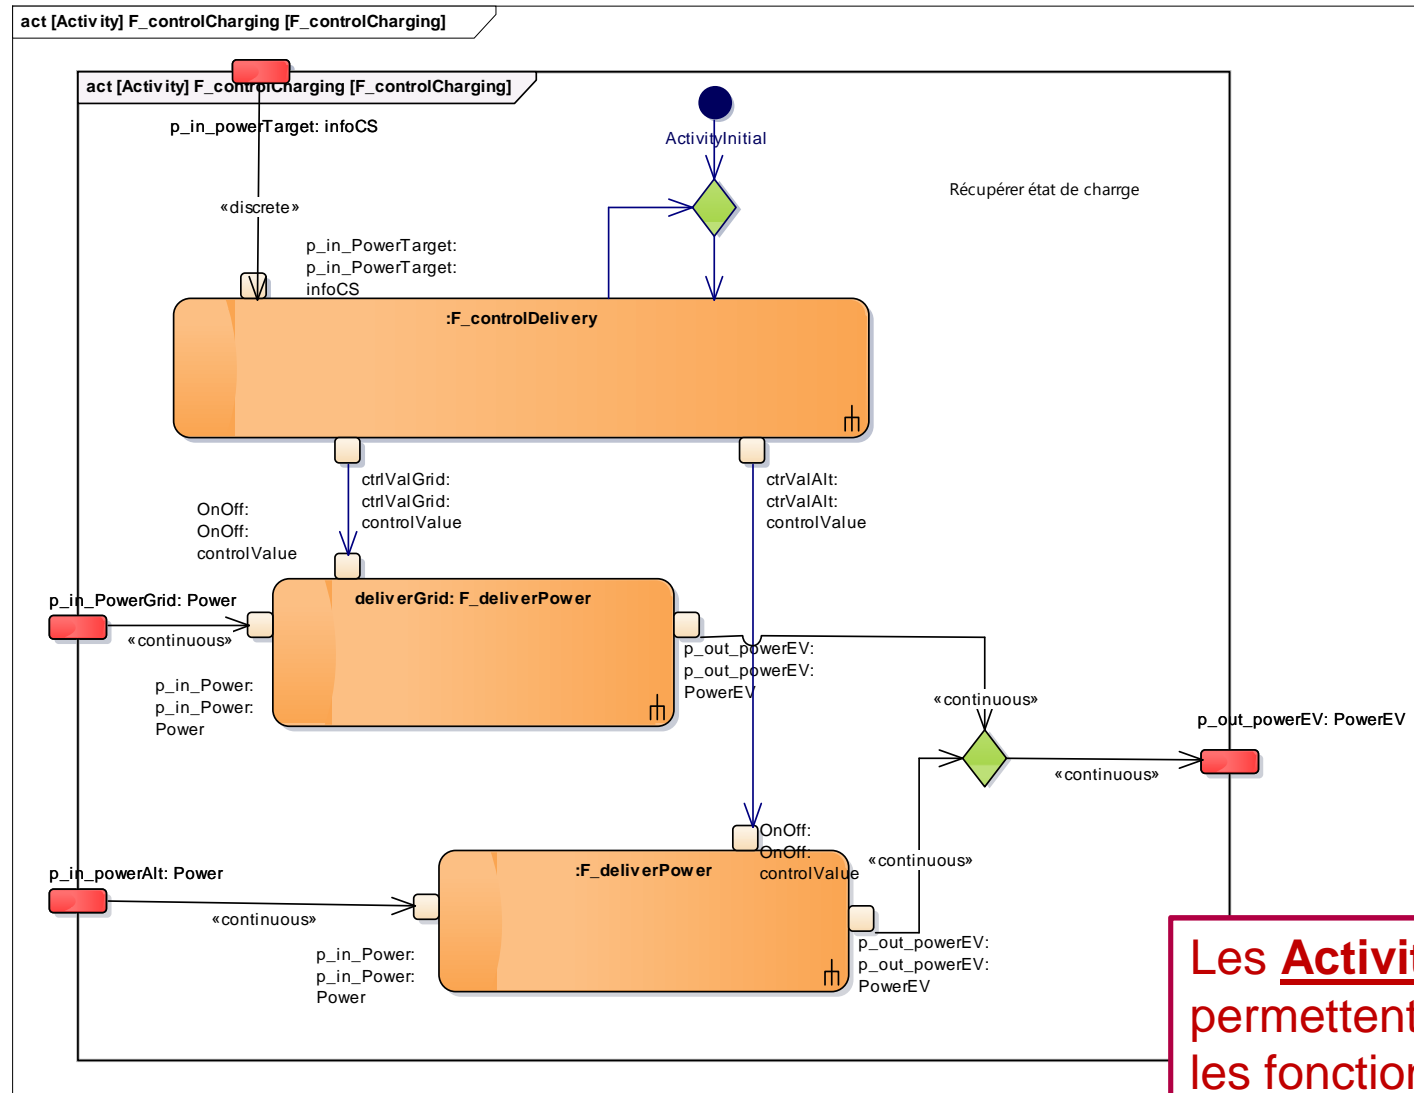 act [Activity] F_controlCharging [F_controlCharging]
act [Activity] F_controlCharging [F_controlCharging]
p_in_powerTarget: infoCS
ActivityInitial
Récupérer état de charrge
«discrete»
p_in_PowerTarget:
p_in_PowerTarget:
infoCS
:F_controlDelivery
ctrlValGrid:
ctrlValGrid:
controlValue
ctrValAlt:
ctrValAlt:
controlValue
OnOff:
OnOff:
controlValue
p_in_PowerGrid: Power
«continuous»
deliverGrid: F_deliverPower
p_in_Power:
p_in_Power:
Power
p_out_powerEV:
p_out_powerEV:
PowerEV
«continuous»
p_out_powerEV: PowerEV
«continuous»
OnOff:
OnOff:
controlValue
«continuous»
p_in_powerAlt: Power
«continuous»
:F_deliverPower
p_in_Power:
p_in_Power:
Power
p_out_powerEV:
p_out_powerEV:
PowerEV
Les
permettent
les